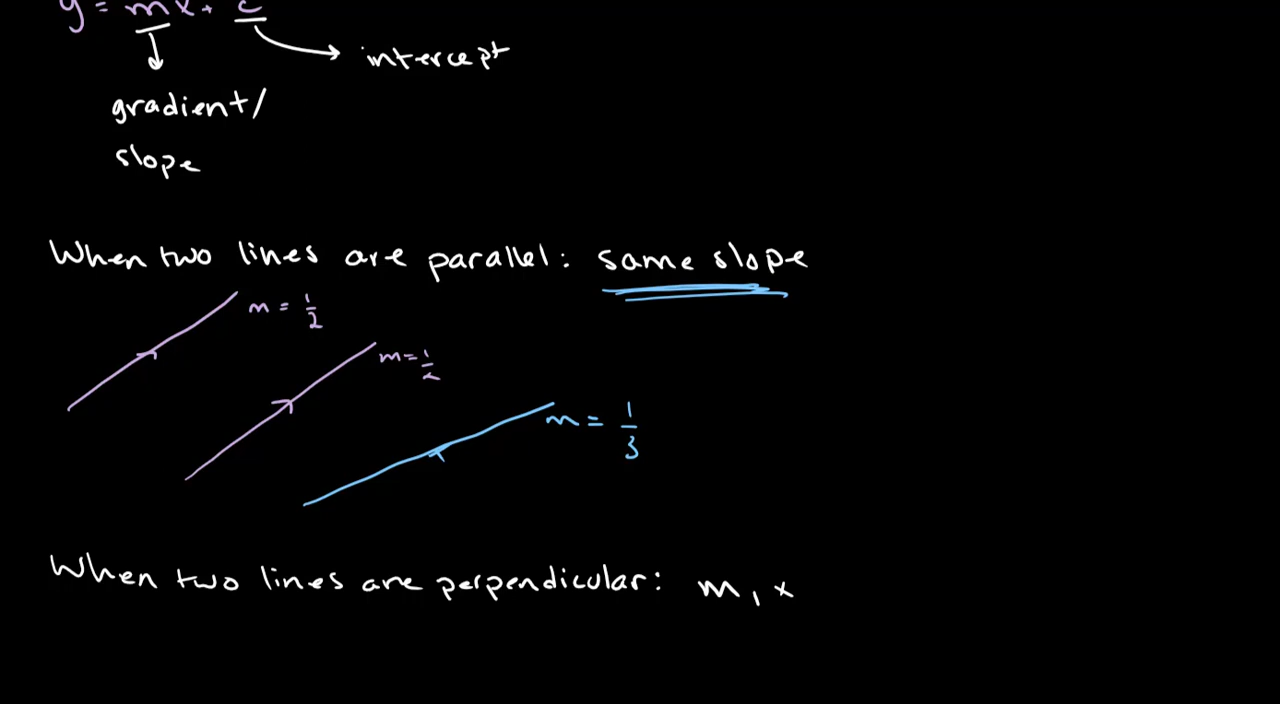 y = mx + c
intercept
gradient/
slope
When two lines are parallel: same slope
m = 1/2
m = 1/2
m = 1/3
When two lines are perpendicular: m₁ x